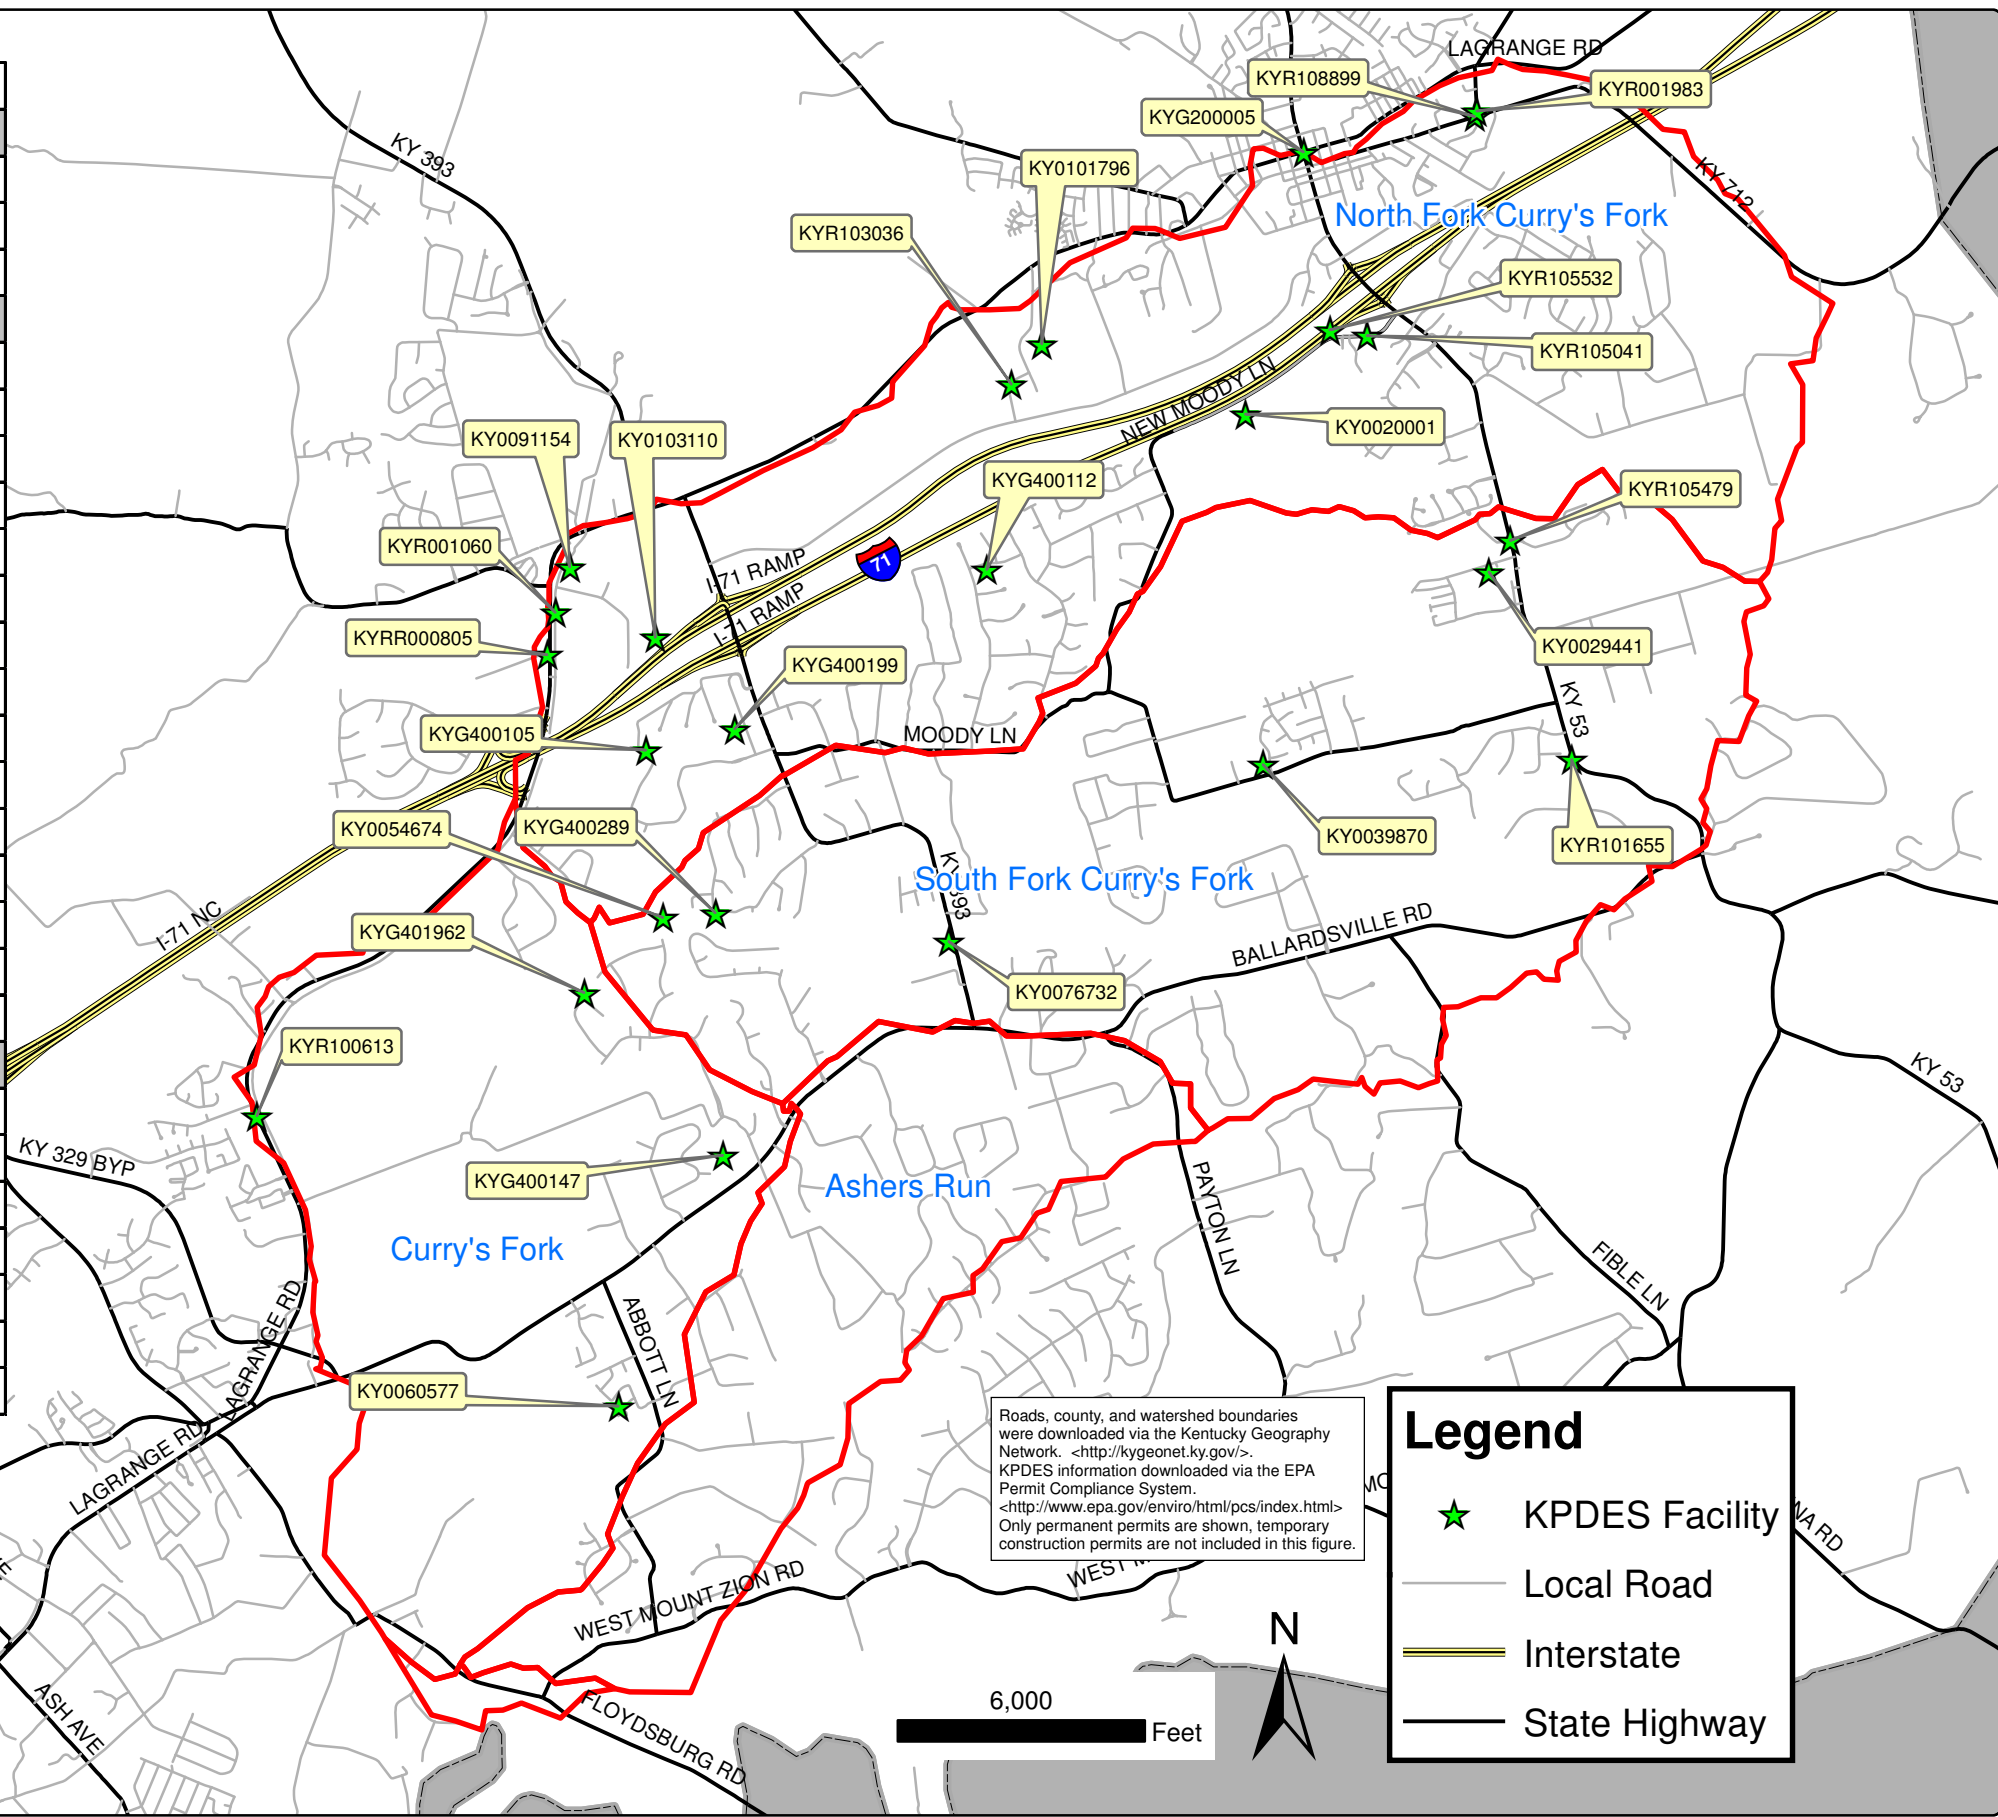 LAGRANGE RD
KYR108899
KYR001983
KYG200005
KY 393
KY0101796
KY 712
North Fork Curry's Fork
KYR103036
KYR105532
KYR105041
NEW MOODY LN
KY0020001
KY0091154
KY0103110
KYG400112
KYR105479
KYR001060
71
I-71 RAMP
I-71 RAMP
KYRR000805
KY0029441
KYG400199
KY 53
KYG400105
MOODY LN
KY0054674
KYG400289
KY0039870
KYR101655
South Fork Curry's Fork
KY 393
I-71 NC
KYG401962
BALLARDSVILLE RD
KY0076732
KYR100613
KY 53
KY 329 BYP
KYG400147
Ashers Run
PAYTON LN
Curry's Fork
FIBLE LN
LAGRANGE RD
ABBOTT LN
KY0060577
LAGRANGE RD
Roads, county, and watershed boundaries
were downloaded via the Kentucky Geography
Network. <http://kygeonet.ky.gov/>.
KPDES information downloaded via the EPA
Permit Compliance System.
<http://www.epa.gov/enviro/html/pcs/index.html>
Only permanent permits are shown, temporary
construction permits are not included in this figure.
Legend
KPDES Facility
Local Road
Interstate
State Highway
NA RD
WEST MOUNT ZION RD
WEST
N
ASH AVE
FLOYDSBURG RD
6,000
Feet